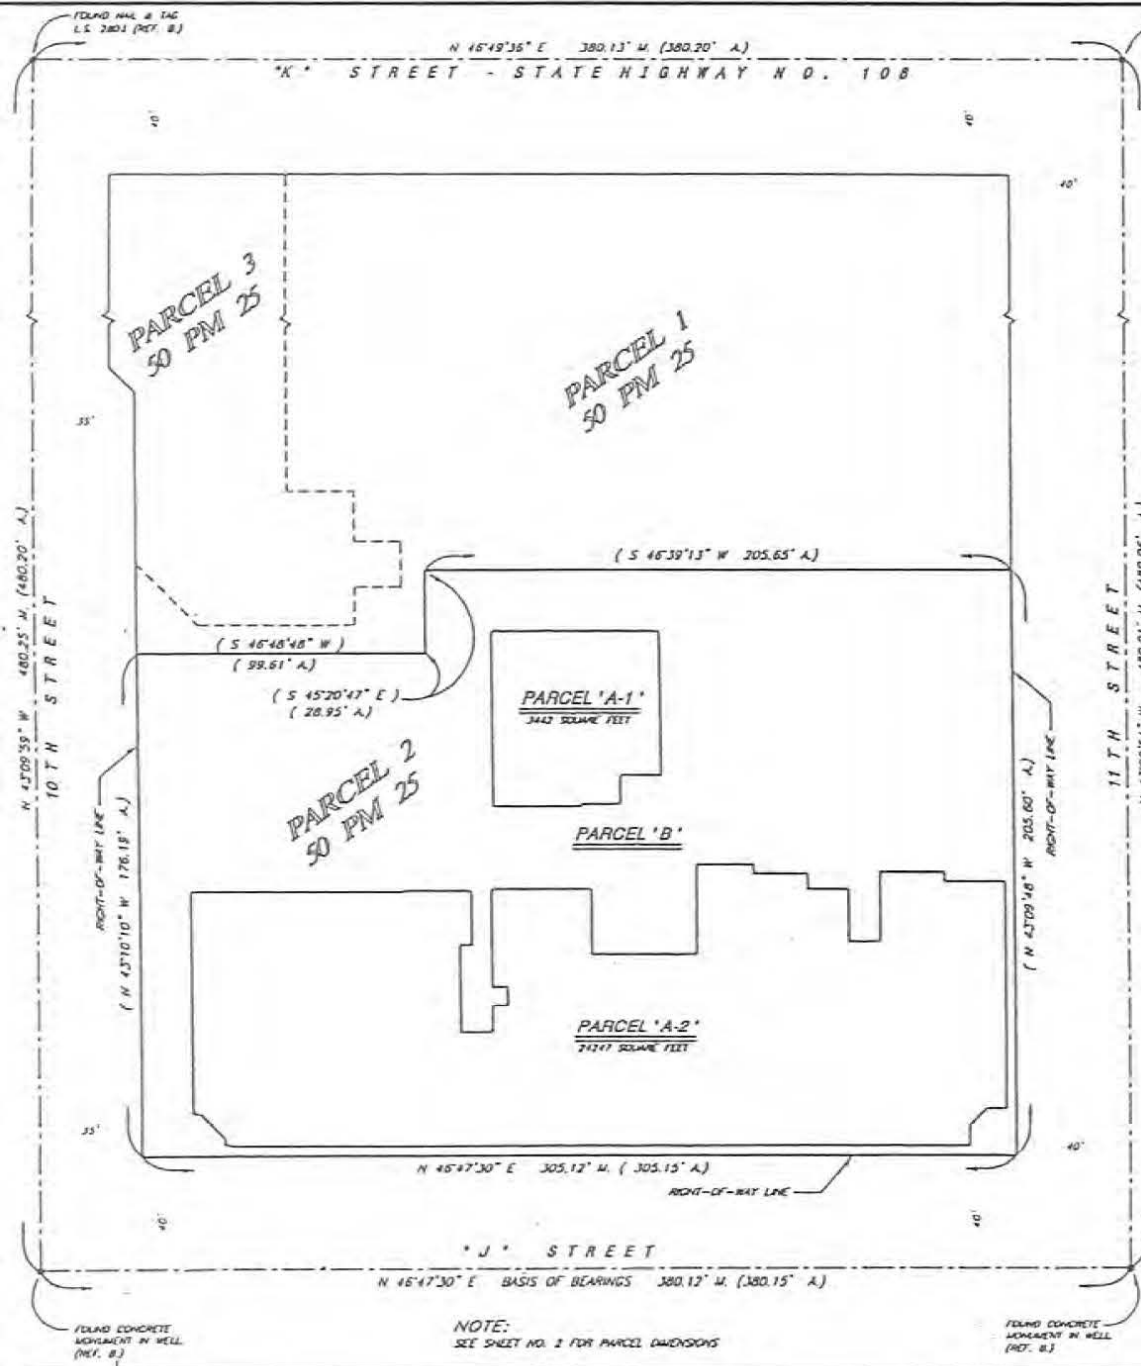 FOUND NAIL & TAG
L.S. 2803 (REF. B.)
N 46°49'36" E 380.13' M. (380.20' A.)
"K" STREET - STATE HIGHWAY NO. 108
40'
40'
40'
PARCEL 3
50 PM 25
PARCEL 1
50 PM 25
35'
( S 46°39'13" W 205.65' A.)
N 43°09'59" W 480.25' M. (480.20' A.)
10TH STREET
11TH STREET
( S 46°48'48" W )
( 99.61' A.)
( S 45°20'47" E )
( 28.95' A.)
PARCEL 'A-1'
3442 SQUARE FEET
PARCEL 2
50 PM 25
PARCEL 'B'
RIGHT-OF-WAY LINE
( N 43°10'10" W 176.19' A.)
( N 43°09'48" W 205.60' A.)
RIGHT-OF-WAY LINE
PARCEL 'A-2'
24247 SQUARE FEET
35'
40'
N 46°47'30" E 305.12' M. ( 305.15' A.)
RIGHT-OF-WAY LINE
40'
40'
"J" STREET
N 46°47'30" E BASIS OF BEARINGS 380.12' M. (380.15' A.)
FOUND CONCRETE
MONUMENT IN WELL
(REF. B.)
NOTE:
SEE SHEET NO. 2 FOR PARCEL DIMENSIONS
FOUND CONCRETE
MONUMENT IN WELL
(REF. B.)